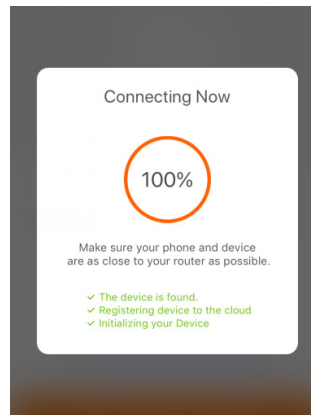 Connecting Now
100%
Make sure your phone and device
are as close to your router as possible.
✓ The device is found.
✓ Registering device to the cloud
✓ Initializing your Device